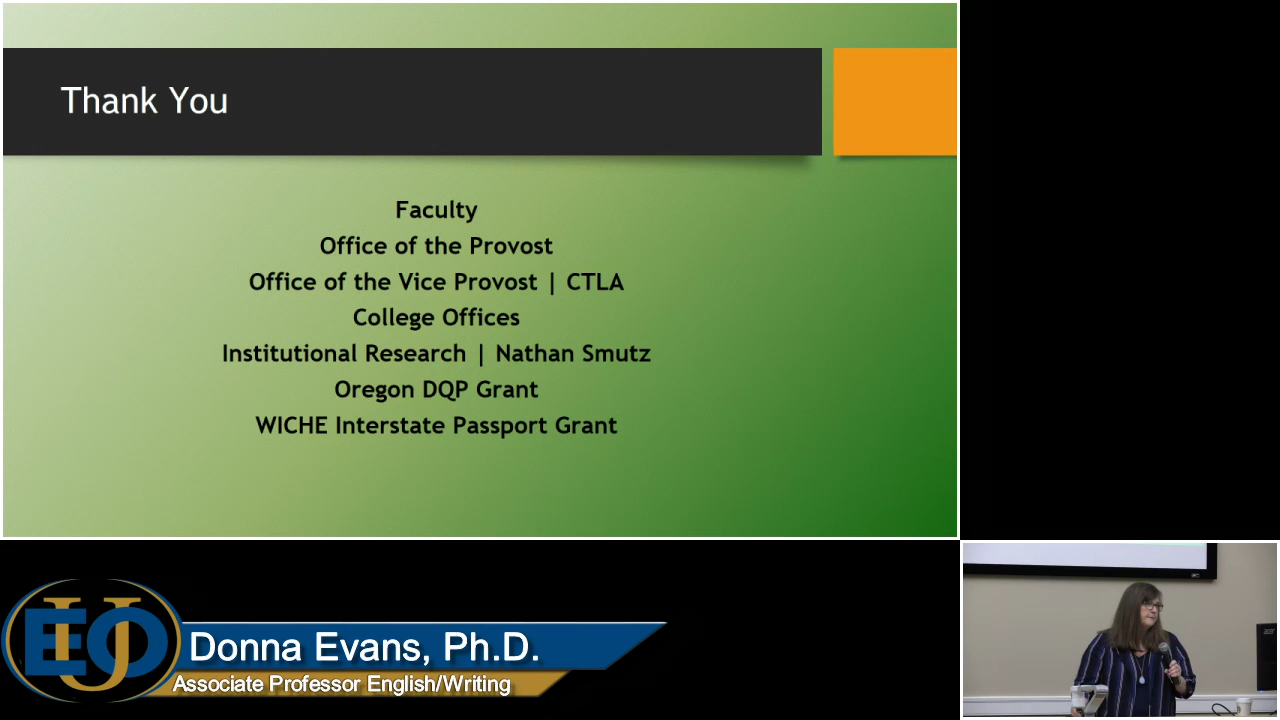 Thank You
Faculty
Office of the Provost
Office of the Vice Provost | CTLA
College Offices
Institutional Research | Nathan Smutz
Oregon DQP Grant
WICHE Interstate Passport Grant
EOU
Donna Evans, Ph.D.
Associate Professor English/Writing